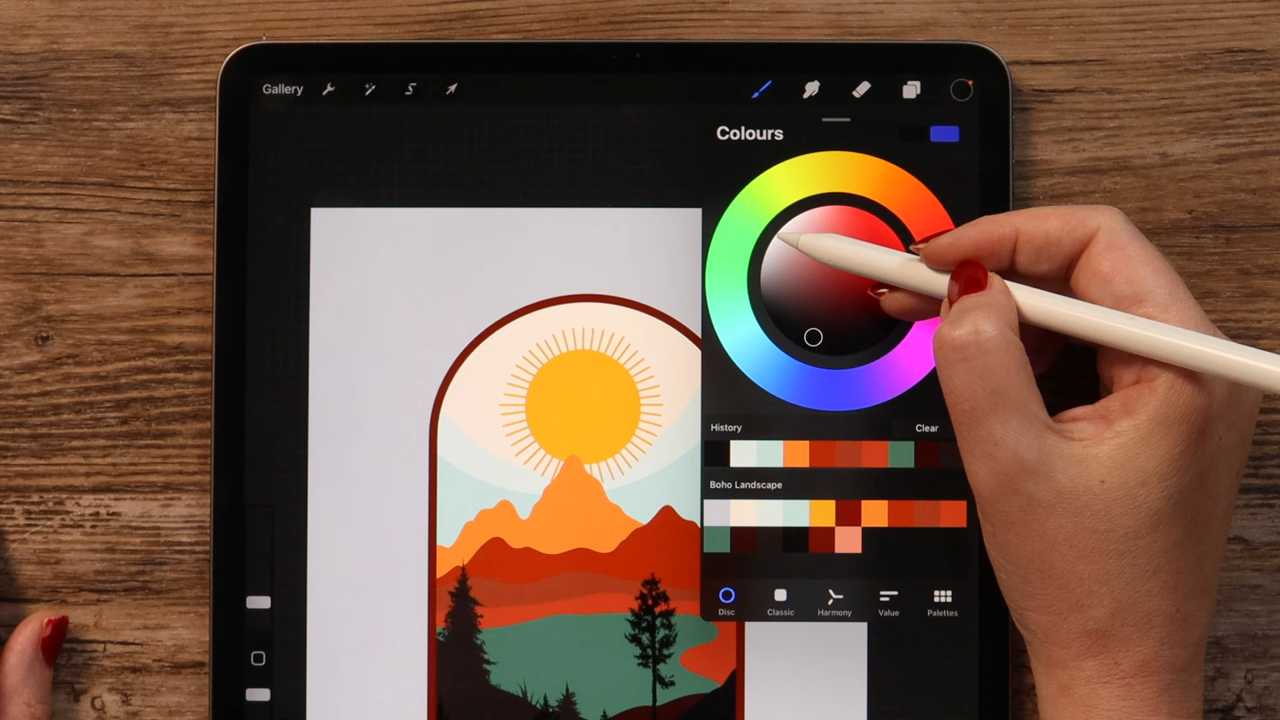 Gallery
Colours
History
Clear
Boho Landscape
Disc
Classic
Harmony
Value
Palettes